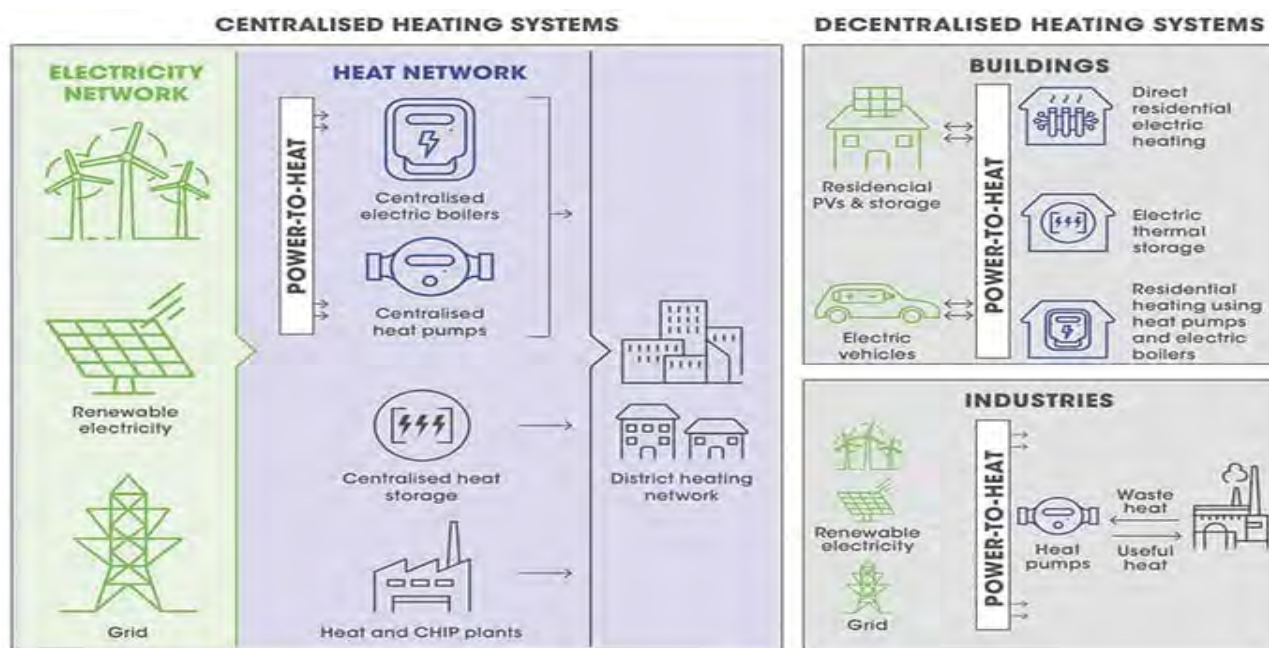 CENTRALISED HEATING SYSTEMS
ELECTRICITY
NETWORK
Renewable
electricity
Grid
HEAT NETWORK
POWER-TO-HEAT
Centralised
electric boilers
Centralised
heat pumps
Centralised heat
storage
Heat and CHIP plants
District heating
network
DECENTRALISED HEATING SYSTEMS
BUILDINGS
Residencial
PVs & storage
Electric
vehicles
POWER-TO-HEAT
Direct
residential
electric
heating
Electric
thermal
storage
Residential
heating using
heat pumps
and electric
boilers
INDUSTRIES
Renewable
electricity
Grid
POWER-TO-HEAT
Heat
pumps
Waste
heat
Useful
heat